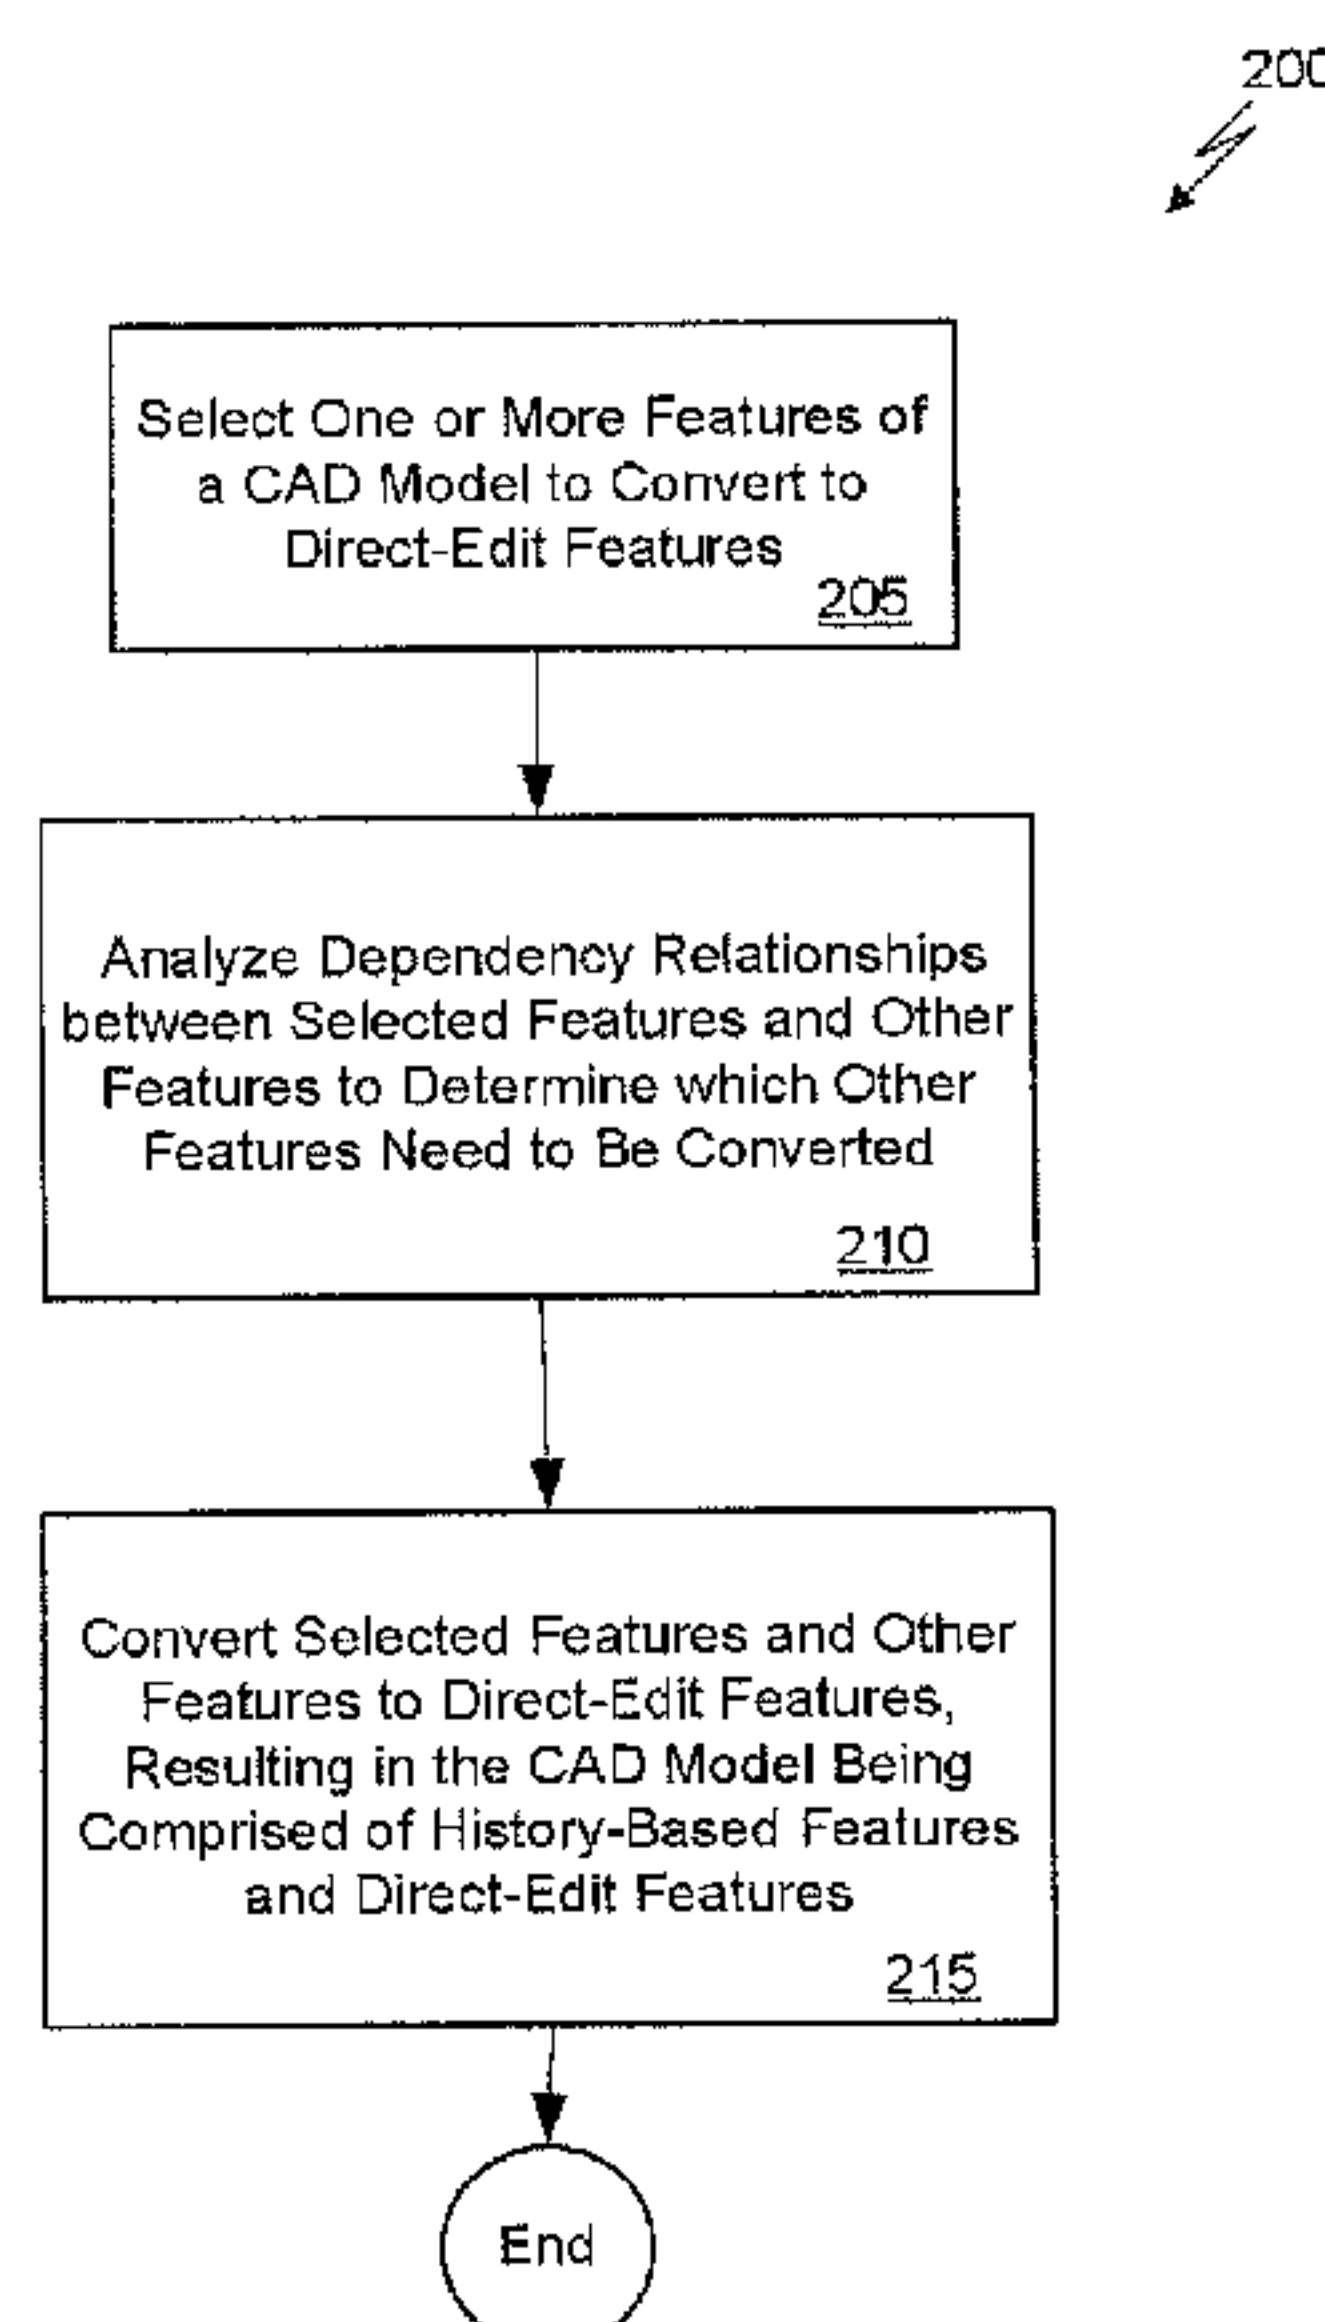 200
Select One or More Features of
a CAD Model to Convert to
Direct-Edit Features
205
Analyze Dependency Relationships
between Selected Features and Other
Features to Determine which Other
Features Need to Be Converted
210
Convert Selected Features and Other
Features to Direct-Edit Features,
Resulting in the CAD Model Being
Comprised of History-Based Features
and Direct-Edit Features
215
End